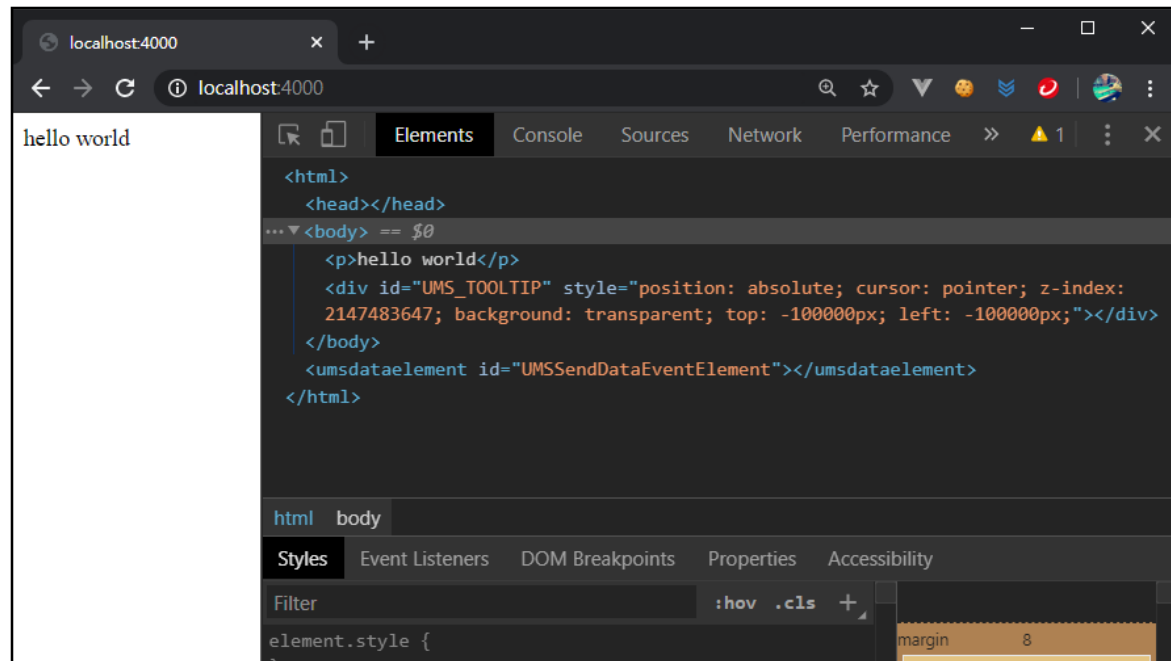 localhost:4000
localhost:4000
hello world
Elements Console Sources Network Performance » 1
<html>
<head></head>
... ▼<body> == $0
<p>hello world</p>
<div id="UMS_TOOLTIP" style="position: absolute; cursor: pointer; z-index:
2147483647; background: transparent; top: -100000px; left: -100000px;"></div>
</body>
<umsdataelement id="UMSSendDataEventElement"></umsdataelement>
</html>
html body
Styles Event Listeners DOM Breakpoints Properties Accessibility
Filter :hov .cls +
element.style {
margin 8